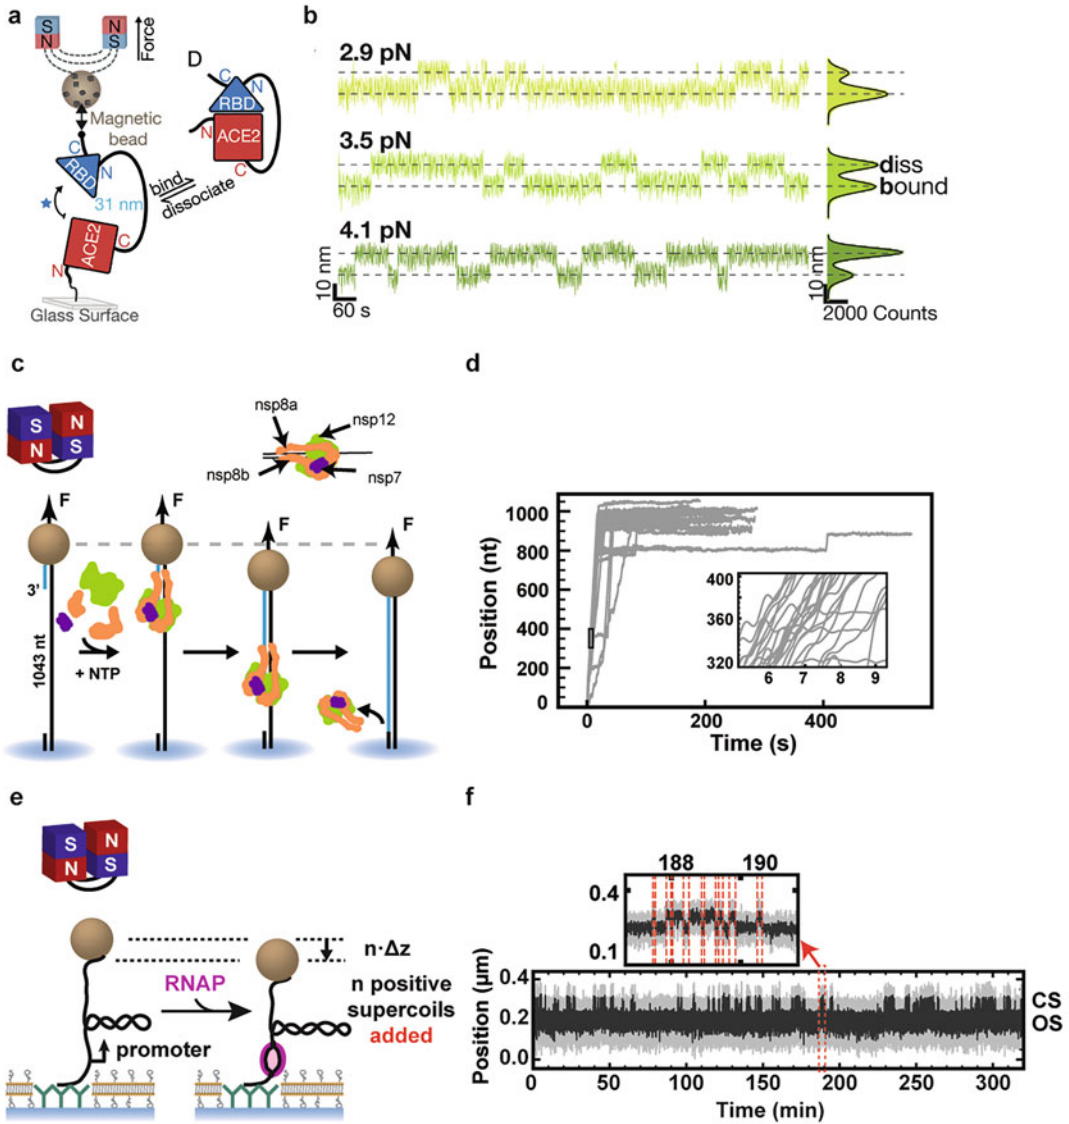 a
S
N
N
S
Force
Magnetic
bead
C
RBD
N
31 nm
ACE2
C
N
Glass Surface
bind
dissociate
D
C
N
RBD
N
ACE2
C
b
2.9 pN
3.5 pN
diss
bound
4.1 pN
10 nm
60 s
10 nm
2000 Counts
c
S
N
N
S
nsp8a
nsp12
nsp8b
nsp7
F
F
F
F
3'
1043 nt
+ NTP
d
Position (nt)
1000
800
600
400
200
0
400
360
320
6
7
8
9
0
200
400
Time (s)
e
S
N
N
S
n·Δz
RNAP
n positive
supercoils
added
promoter
f
188
190
0.4
0.1
Position (μm)
0.4
0.2
0.0
CS
OS
0
50
100
150
200
250
300
Time (min)